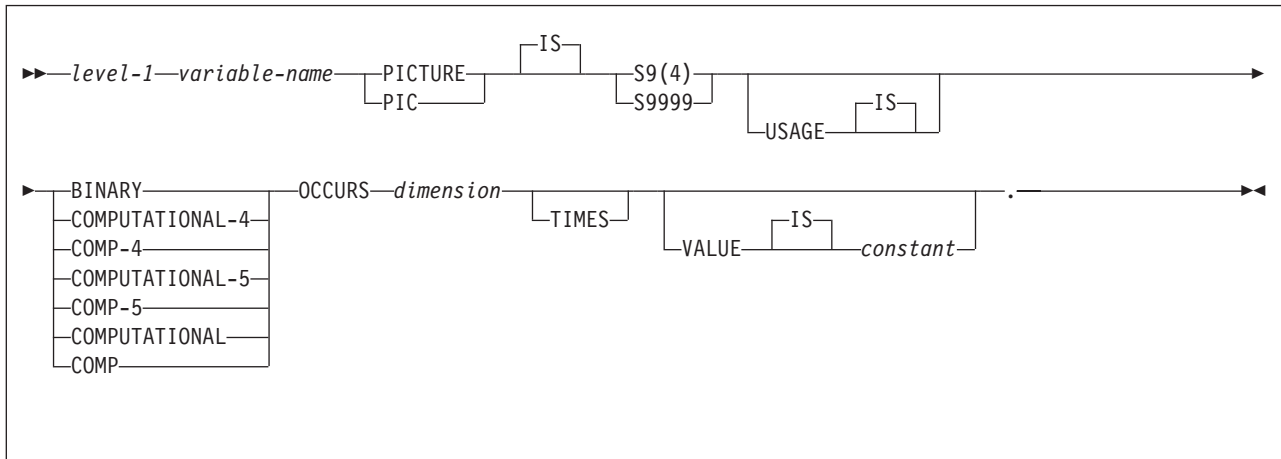 IS
level-1 variable-name PICTURE S9(4)
PIC S9999 IS
USAGE
BINARY OCCURS dimension .
COMPUTATIONAL-4 TIMES IS
COMP-4 VALUE constant
COMPUTATIONAL-5
COMP-5
COMPUTATIONAL
COMP